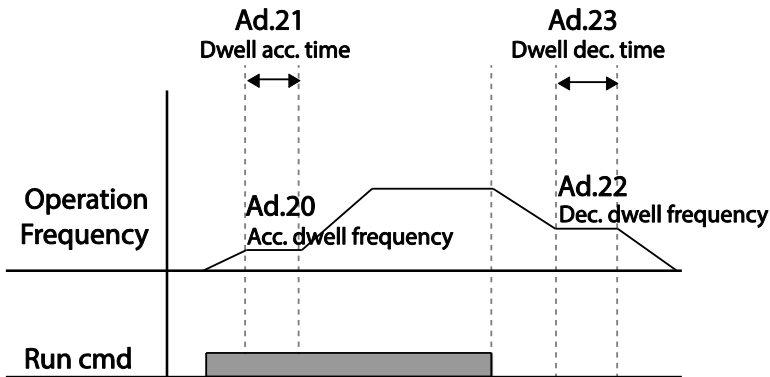 Ad.21
Dwell acc. time
Ad.23
Dwell dec. time
Operation
Frequency
Ad.20
Acc. dwell frequency
Ad.22
Dec. dwell frequency
Run cmd